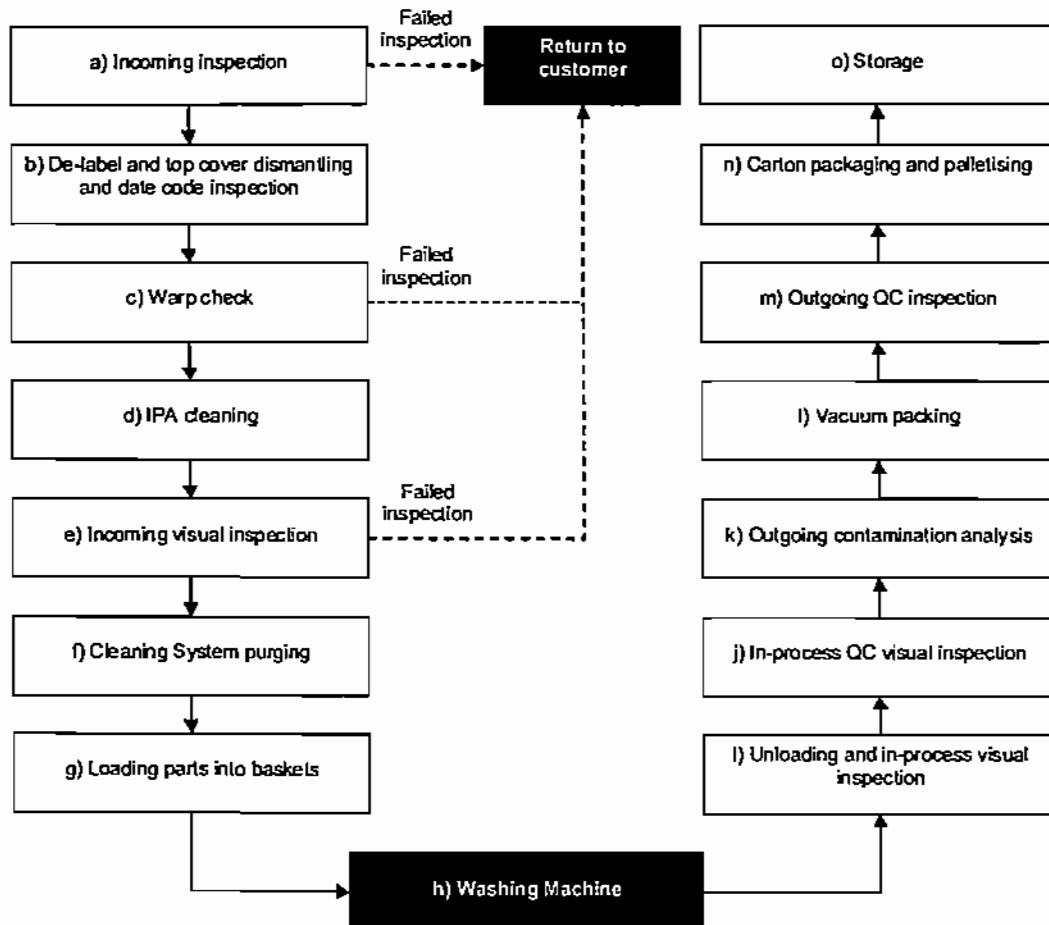 Failed
inspection
a) Incoming inspection
Return to
customer
b) De-label and top cover dismantling
and date code inspection
c) Warp check
Failed
inspection
d) IPA cleaning
e) Incoming visual inspection
Failed
inspection
f) Cleaning System purging
g) Loading parts into baskets
h) Washing Machine
i) Unloading and in-process visual
inspection
j) In-process QC visual inspection
k) Outgoing contamination analysis
l) Vacuum packing
m) Outgoing QC inspection
n) Carton packaging and palletising
o) Storage